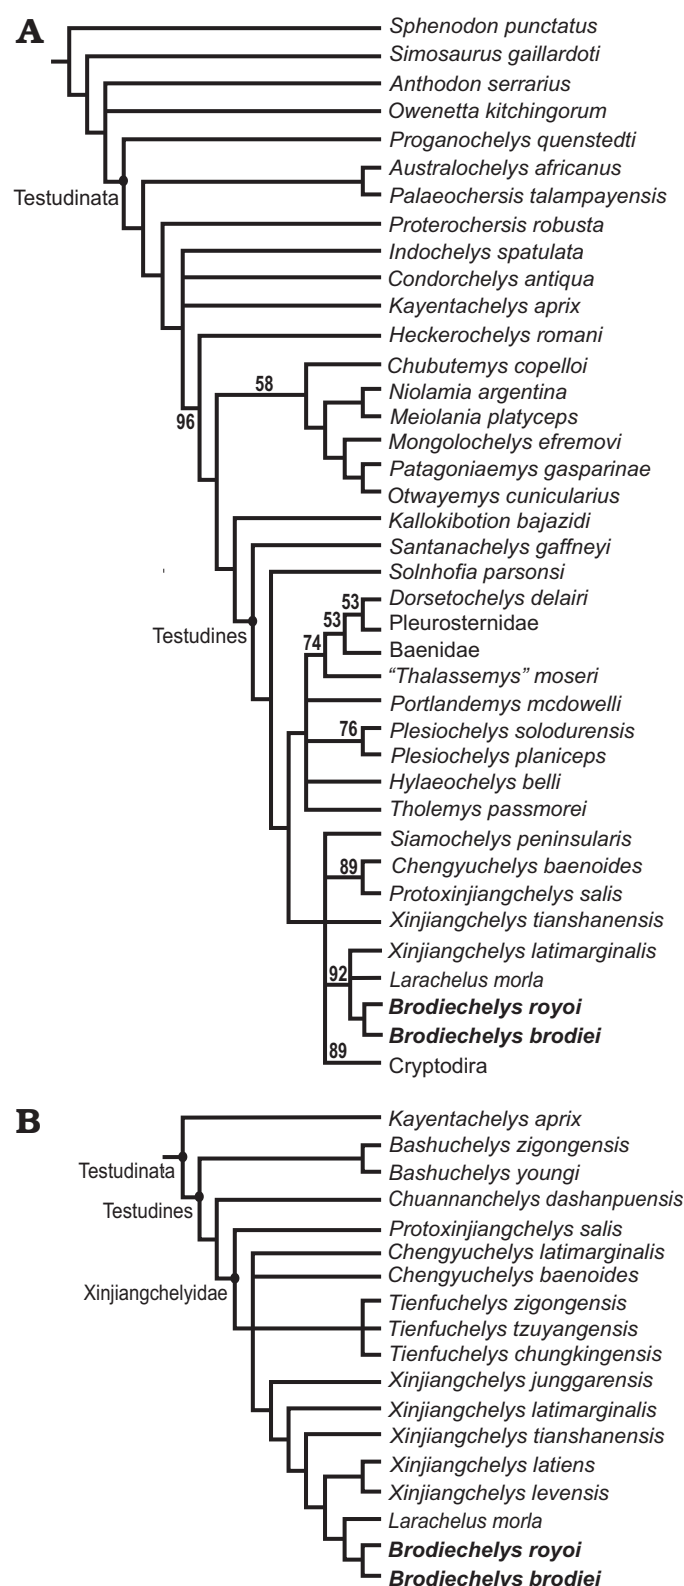 A
Sphenodon punctatus
Simosaurus gaillardoti
Anthodon serrarius
Owenetta kitchingorum
Proganochelys quenstedti
Australochelys africanus
Testudinata
Palaeochersis talampayensis
Proterochersis robusta
Indochelys spatulata
Condorchelys antiqua
Kayentachelys aprix
Heckerochelys romani
Chubutemys copelloi
58
Niolamia argentina
Meiolania platyceps
96
Mongolochelys efremovi
Patagoniaemys gasparinae
Otwayemys cunicularius
Kallokibotion bajazidi
Santanachelys gaffneyi
Solnhofia parsonsi
53 Dorsetochelys delairi
53 Pleurosternidae
Testudines
74 Baenidae
“Thalassemys” moseri
Portlandemys mcdowelli
76 Plesiochelys solodurensis
Plesiochelys planiceps
Hylaeochelys belli
Tholemys passmorei
Siamochelys peninsularis
89 Chengyuchelys baenoides
Protoxinjiangchelys salis
Xinjiangchelys tianshanensis
Xinjiangchelys latimarginalis
92 Larachelus morla
Brodiechelys royoi
Brodiechelys brodiei
89 Cryptodira
B
Kayentachelys aprix
Bashuchelys zigongensis
Testudinata
Bashuchelys youngi
Chuannanchelys dashanpuensis
Testudines
Protoxinjiangchelys salis
Chengyuchelys latimarginalis
Chengyuchelys baenoides
Xinjiangchelyidae
Tienfuchelys zigongensis
Tienfuchelys tzuyangensis
Tienfuchelys chungkingensis
Xinjiangchelys junggarensis
Xinjiangchelys latimarginalis
Xinjiangchelys tianshanensis
Xinjiangchelys latiens
Xinjiangchelys levensis
Larachelus morla
Brodiechelys royoi
Brodiechelys brodiei